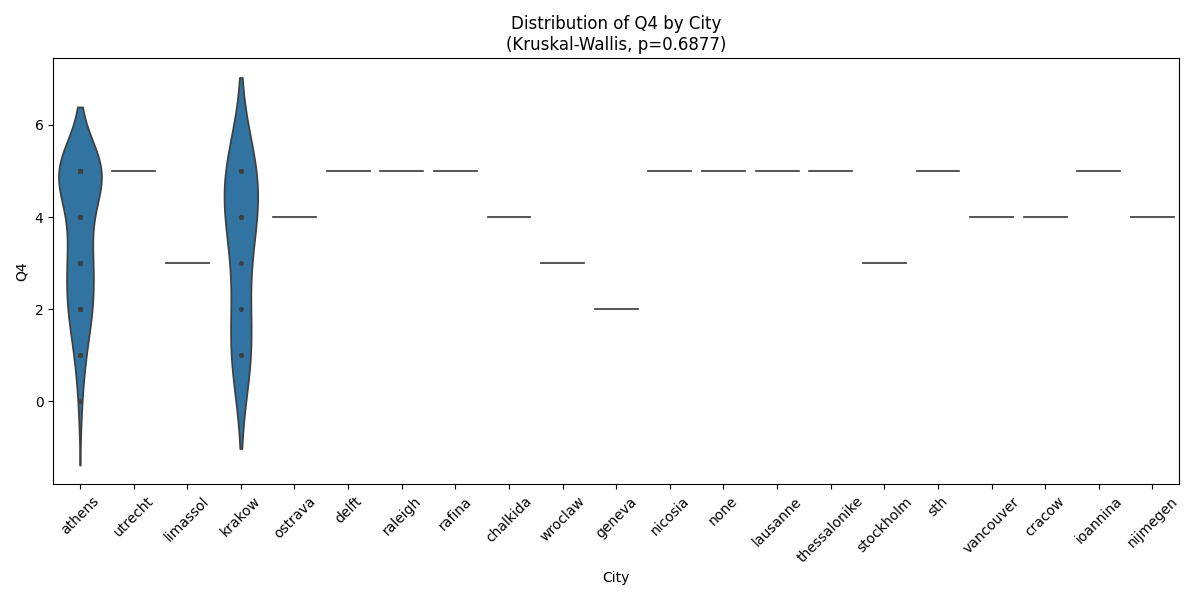 Distribution of Q4 by City
(Kruskal-Wallis, p=0.6877)
6
4
2
0
Q4
athens
utrecht
limassol
krakow
ostrava
delft
raleigh
rafina
chalkida
wroclaw
geneva
nicosia
none
lausanne
thessalonike
stockholm
sth
vancouver
cracow
ioannina
nijmegen
City